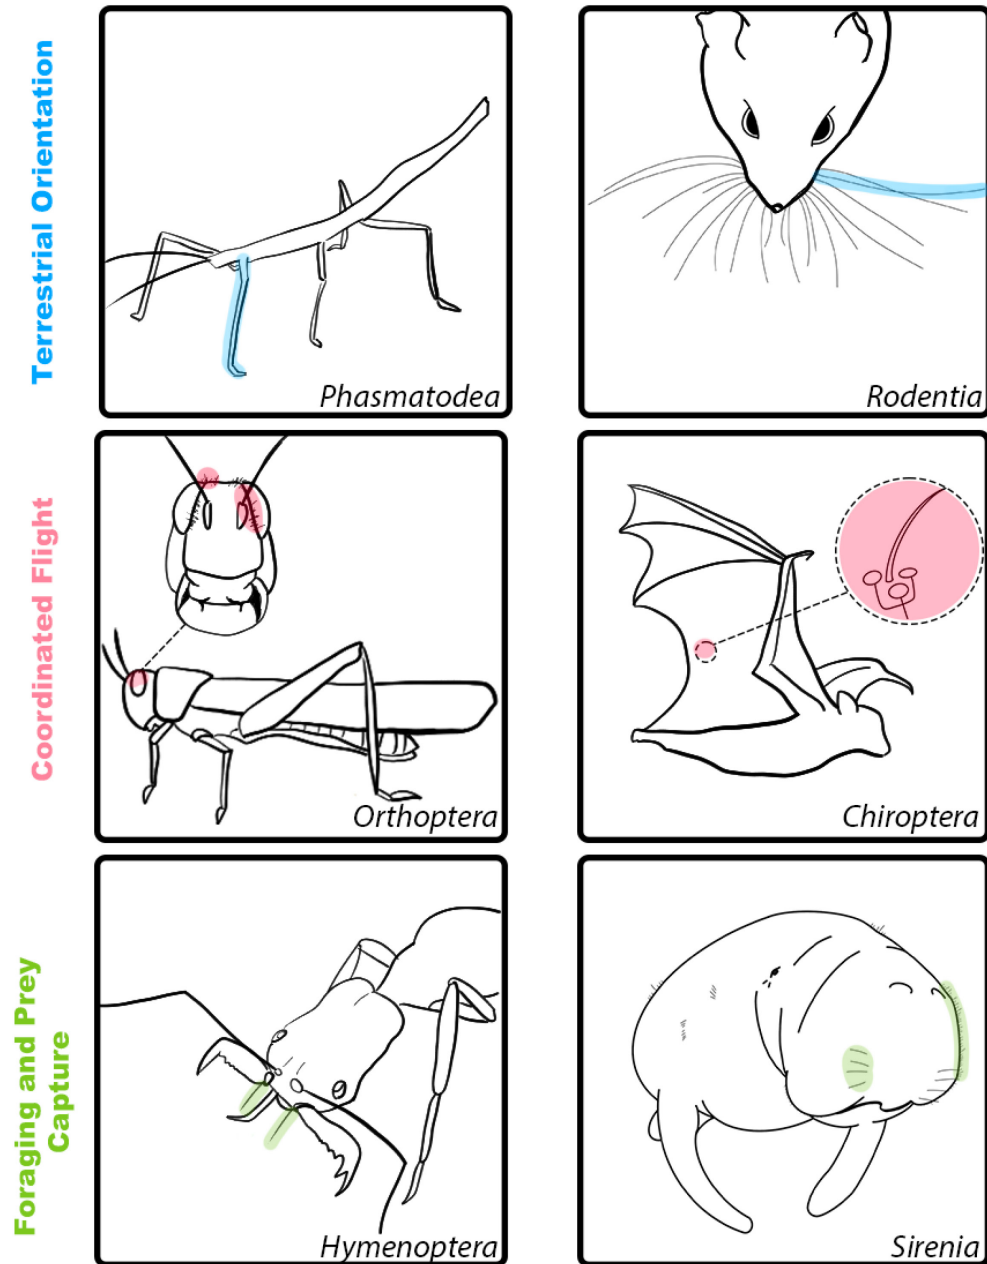 Terrestrial Orientation
Phasmatodea
Rodentia
Coordinated Flight
Orthoptera
Chiroptera
Foraging and Prey
Capture
Hymenoptera
Sirenia